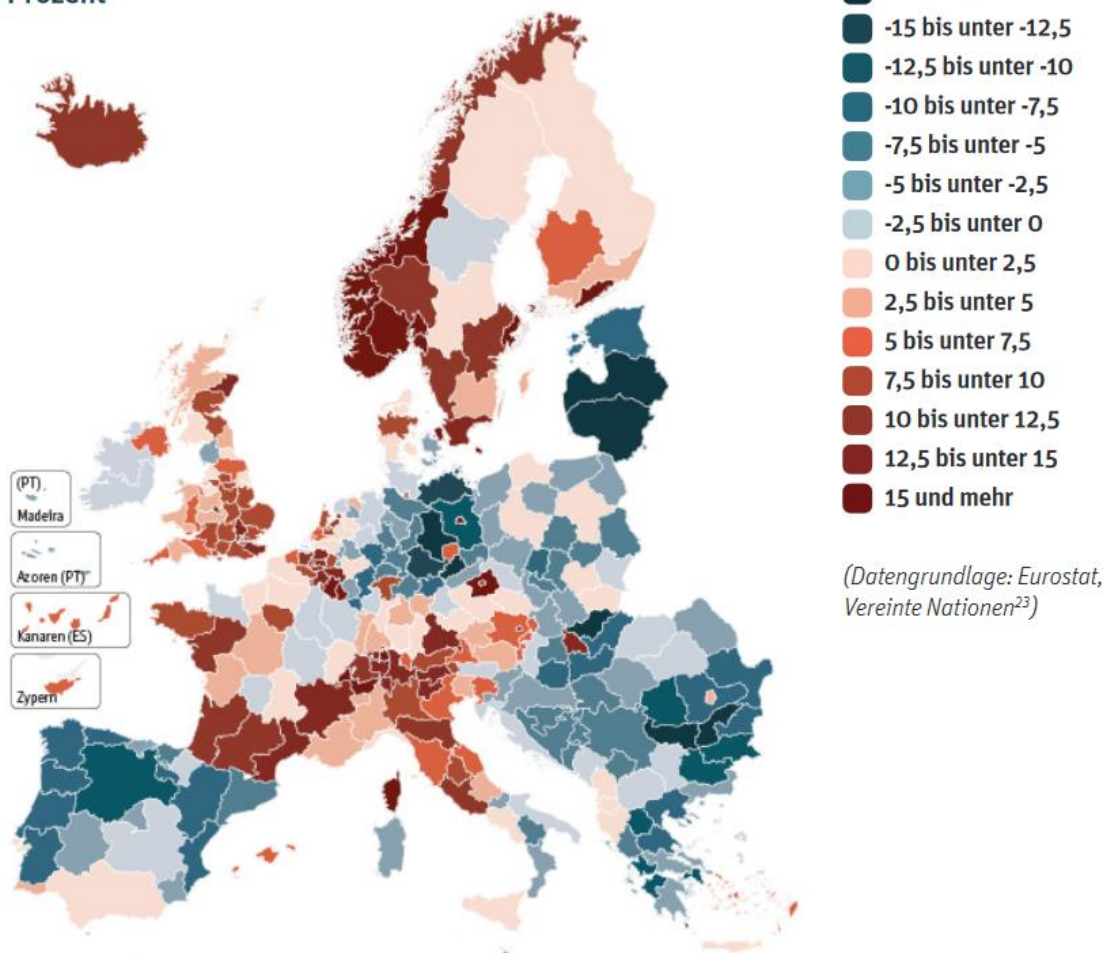 Prozent
-15 bis unter -12,5
-12,5 bis unter -10
-10 bis unter -7,5
-7,5 bis unter -5
-5 bis unter -2,5
-2,5 bis unter 0
0 bis unter 2,5
2,5 bis unter 5
5 bis unter 7,5
7,5 bis unter 10
10 bis unter 12,5
12,5 bis unter 15
15 und mehr
(PT)
Madeira
Azoren (PT)
Kanaren (ES)
Zypern
(Datengrundlage: Eurostat,
Vereinte Nationen²³)